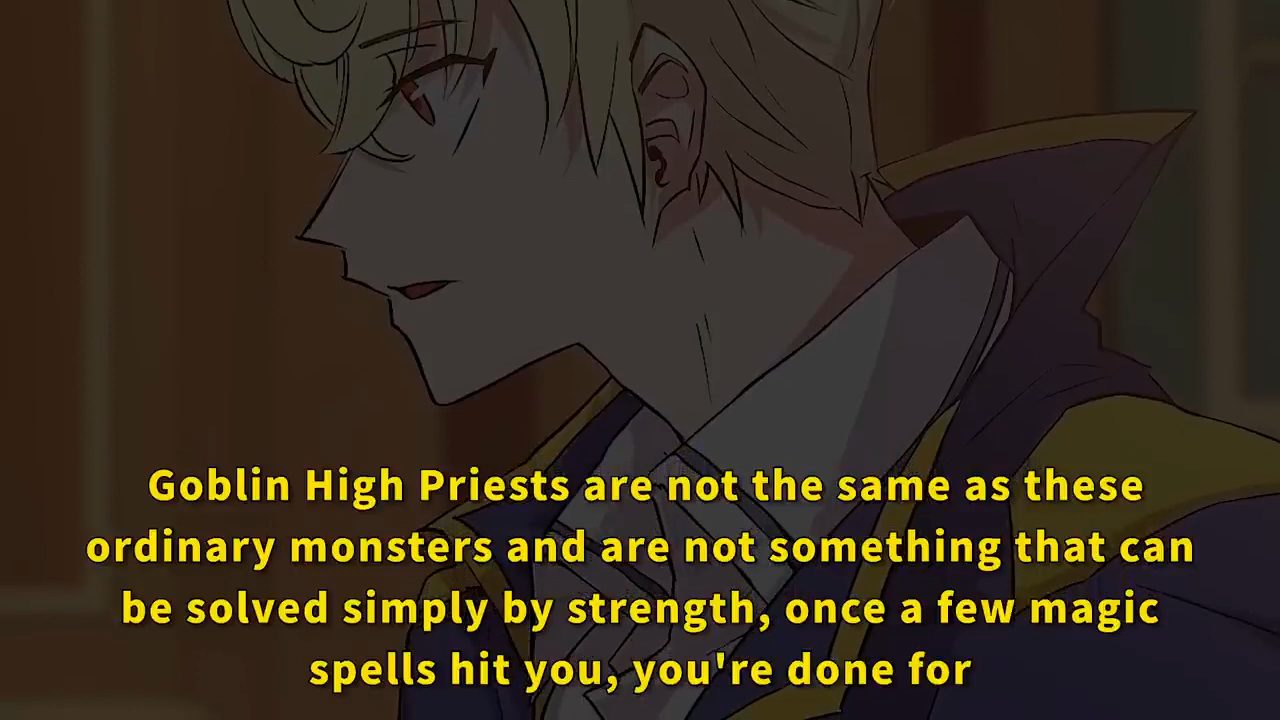 Goblin High Priests are not the same as these
ordinary monsters and are not something that can
be solved simply by strength, once a few magic
spells hit you, you're done for